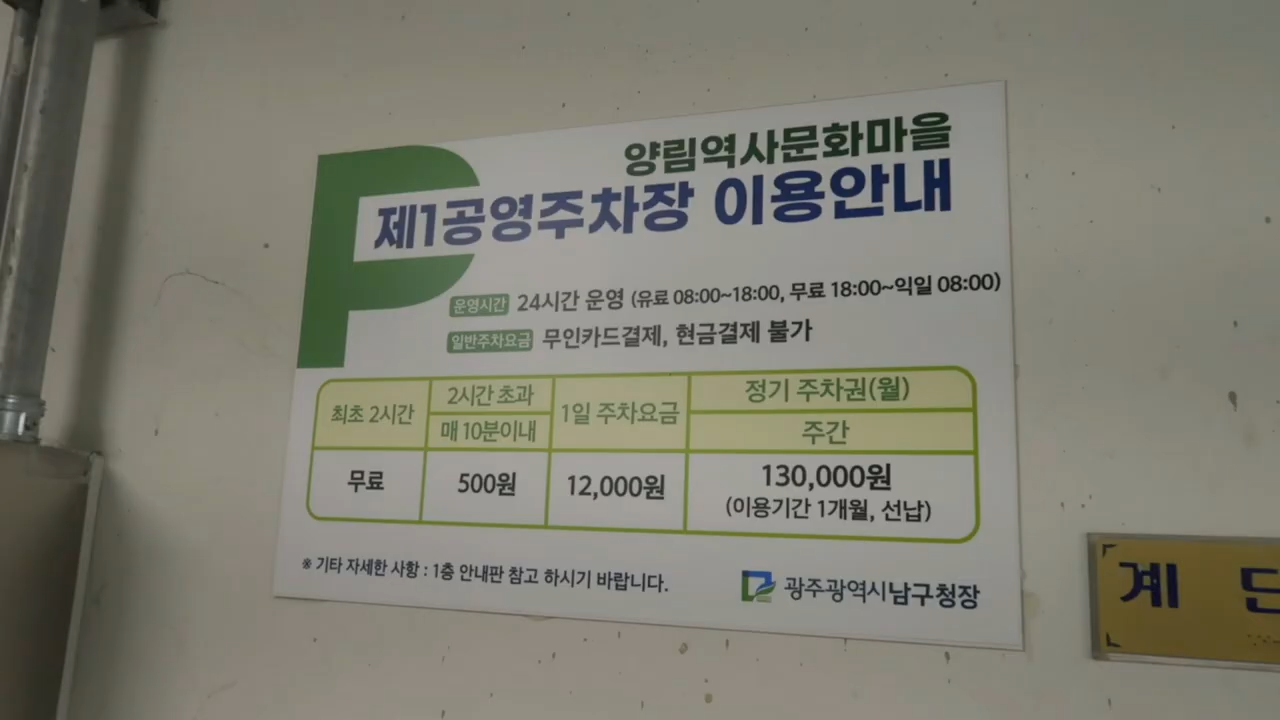 양림역사문화마을
제1공영주차장 이용안내
운영시간 24시간 운영 (유료 08:00~18:00, 무료 18:00~익일 08:00)
일반주차요금 무인카드결제, 현금결제 불가
최초 2시간 2시간 초과 매 10분이내 1일 주차요금 정기 주차권(월) 주간
무료 500원 12,000원 130,000원
(이용기간 1개월, 선납)
※ 기타 자세한 사항 : 1층 안내판 참고 하시기 바랍니다.
광주광역시남구청장
계